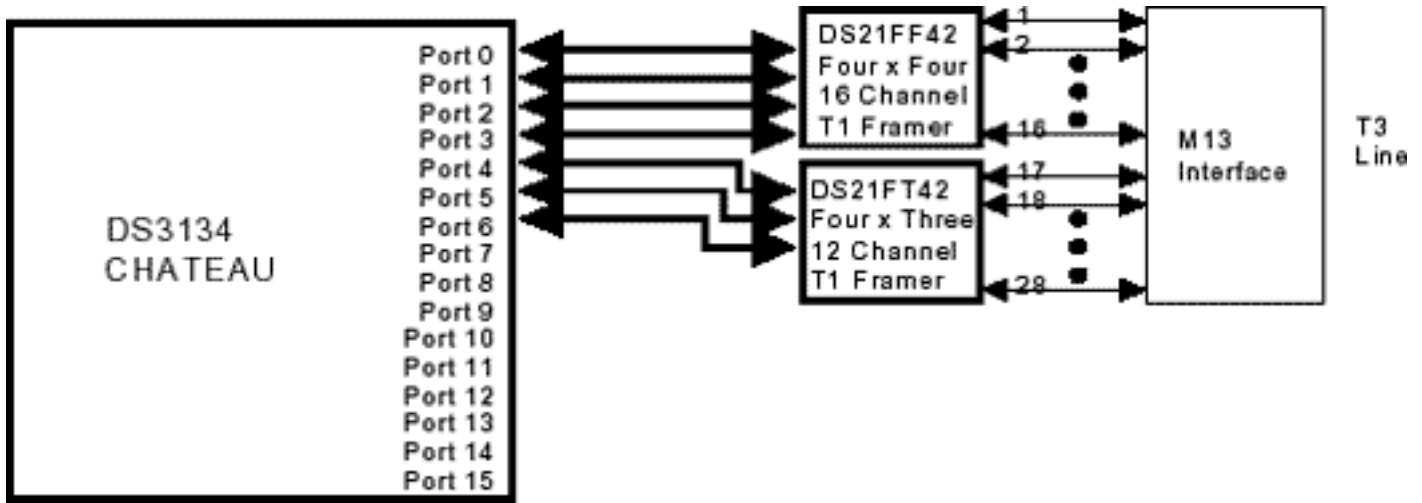 DS3134
CHATEAU
Port 0
Port 1
Port 2
Port 3
Port 4
Port 5
Port 6
Port 7
Port 8
Port 9
Port 10
Port 11
Port 12
Port 13
Port 14
Port 15
DS21FF42
Four x Four
16 Channel
T1 Framer
DS21FT42
Four x Three
12 Channel
T1 Framer
1
2
16
17
18
28
M13
Interface
T3
Line